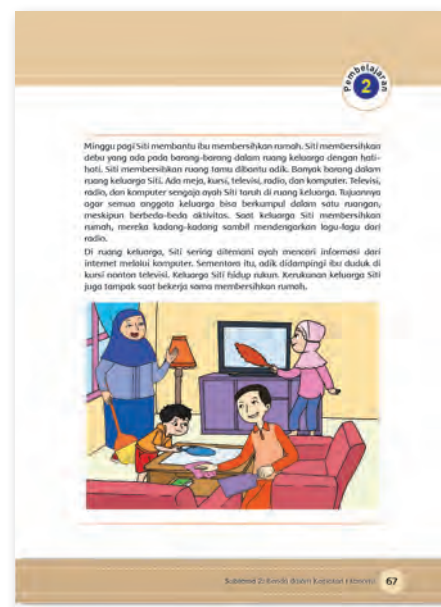 Pembelajaran
2
Minggu pagi Siti membantu ibu membersihkan rumah. Siti membersihkan
debu yang ada pada barang-barang dalam ruang keluarga dengan hati-
hati. Siti membersihkan ruang tamu dibantu adik. Banyak barang dalam
ruang keluarga Siti. Ada meja, kursi, televisi, radio, dan komputer. Televisi,
radio, dan komputer sengaja ayah Siti taruh di ruang keluarga. Tujuannya
agar semua anggota keluarga bisa berkumpul dalam satu ruangan,
meskipun berbeda-beda aktivitas. Saat keluarga Siti membersihkan
rumah, mereka kadang-kadang sambil mendengarkan lagu-lagu dari
radio.
Di ruang keluarga, Siti sering ditemani ayah mencari informasi dari
internet melalui komputer. Sementara itu, adik didampingi ibu duduk di
kursi nonton televisi. Keluarga Siti hidup rukun. Kerukunan keluarga Siti
juga tampak saat bekerja sama membersihkan rumah.
Subtema 2: Benda dalam Kegiatan Ekonomi 67